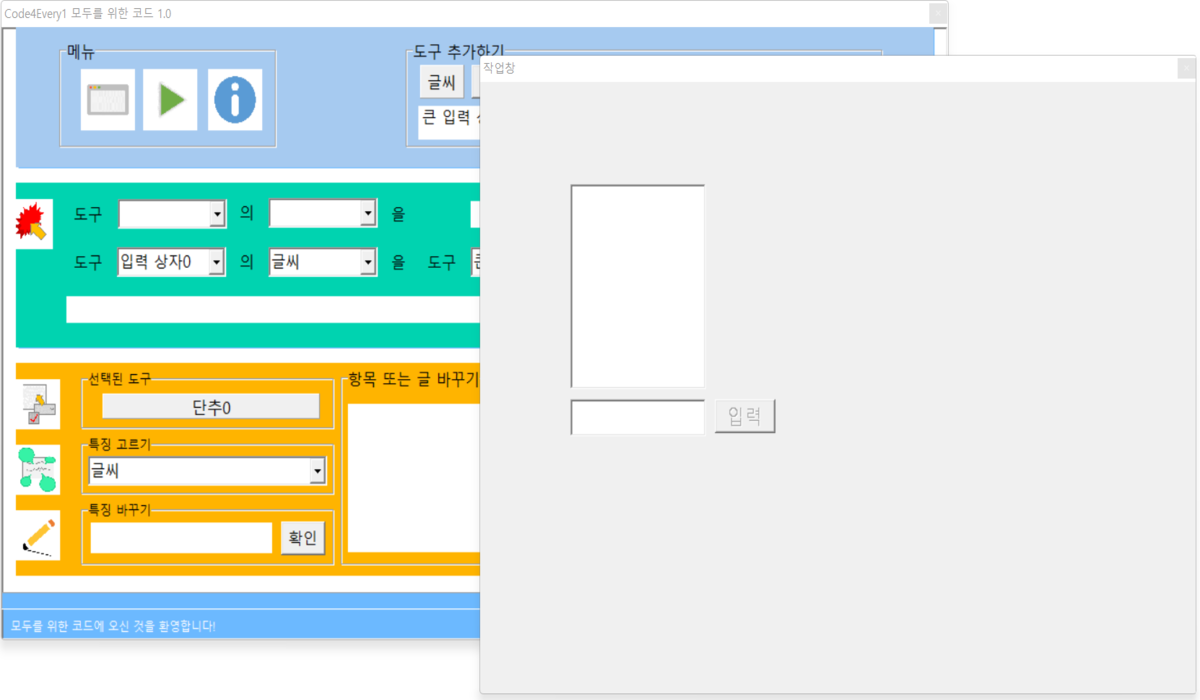 Code4Every1 모두를 위한 코드 1.0
메뉴
도구 추가하기
글씨
큰 입력
작업창
도구
의
을
도구
입력 상자0
의
글씨
을
도구
선택된 도구
단추0
특징 고르기
글씨
특징 바꾸기
확인
항목 또는 글 바꾸기
입력
모두를 위한 코드에 오신 것을 환영합니다!